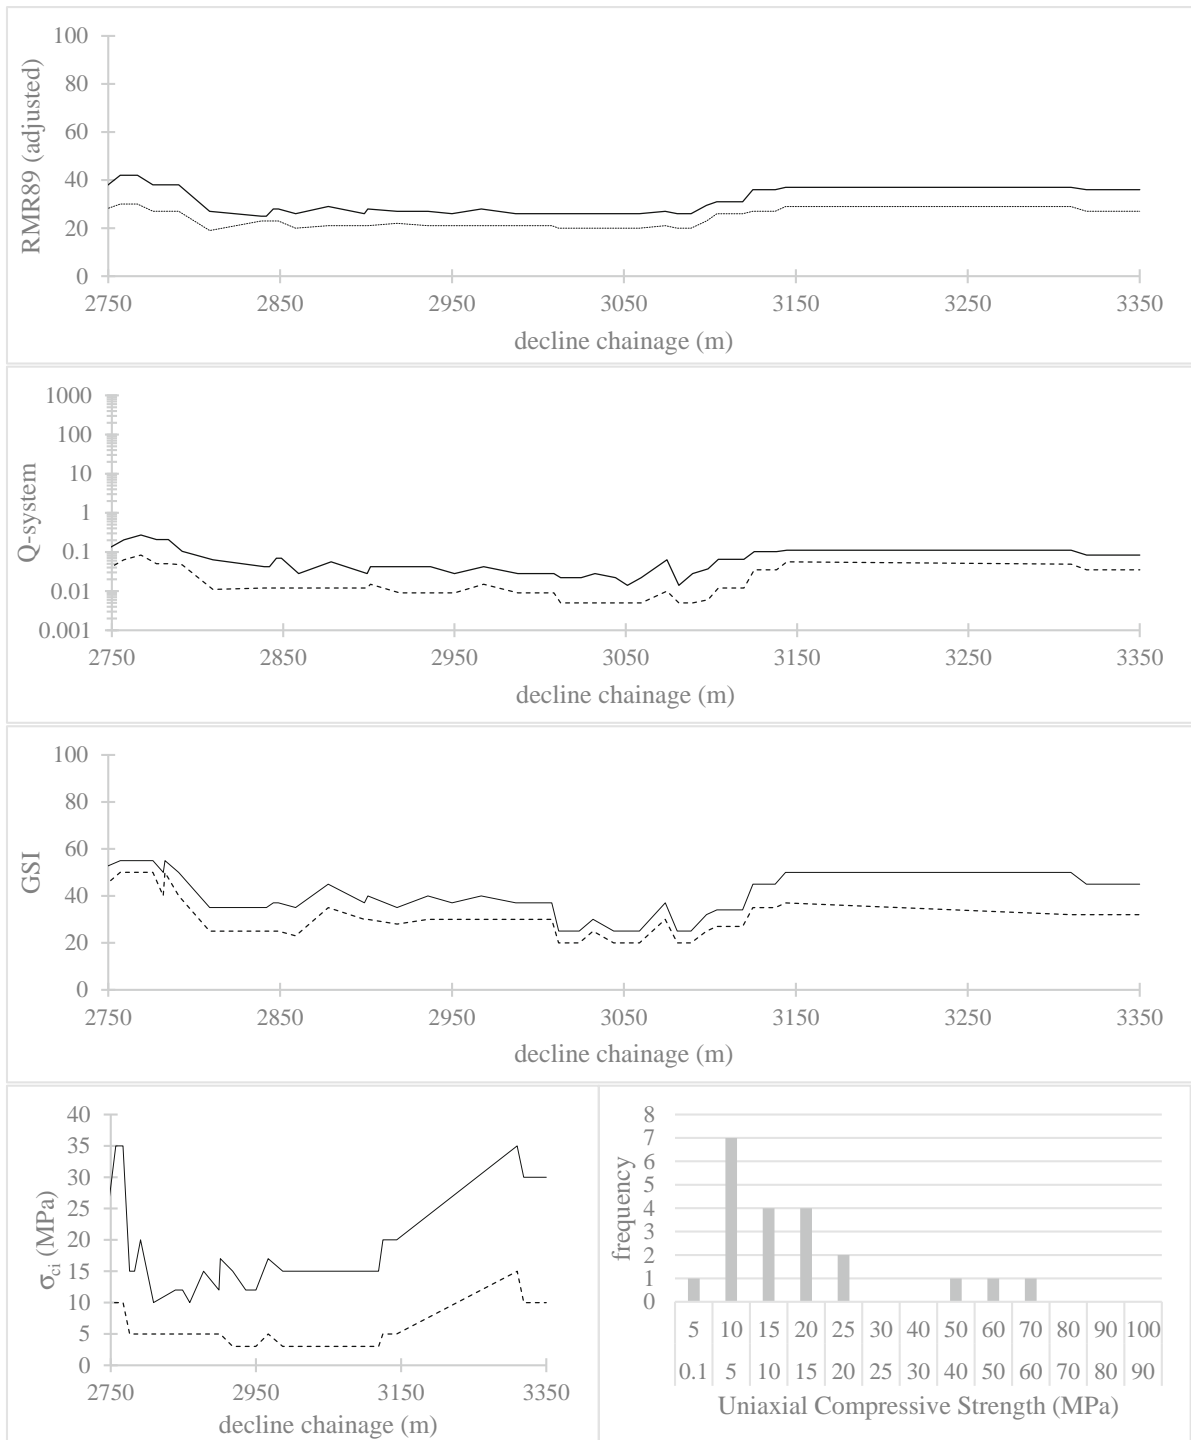 RMR89 (adjusted)
100
80
60
40
20
0
2750 2850 2950 3050 3150 3250 3350
decline chainage (m)
Q-system
1000
100
10
1
0.1
0.01
0.001
2750 2850 2950 3050 3150 3250 3350
decline chainage (m)
GSI
100
80
60
40
20
0
2750 2850 2950 3050 3150 3250 3350
decline chainage (m)
σci (MPa)
40
35
30
25
20
15
10
5
0
2750 2950 3150 3350
decline chainage (m)
frequency
8
7
6
5
4
3
2
1
0
5 10 15 20 25 30 40 50 60 70 80 90 100
0.1 5 10 15 20 25 30 40 50 60 70 80 90
Uniaxial Compressive Strength (MPa)